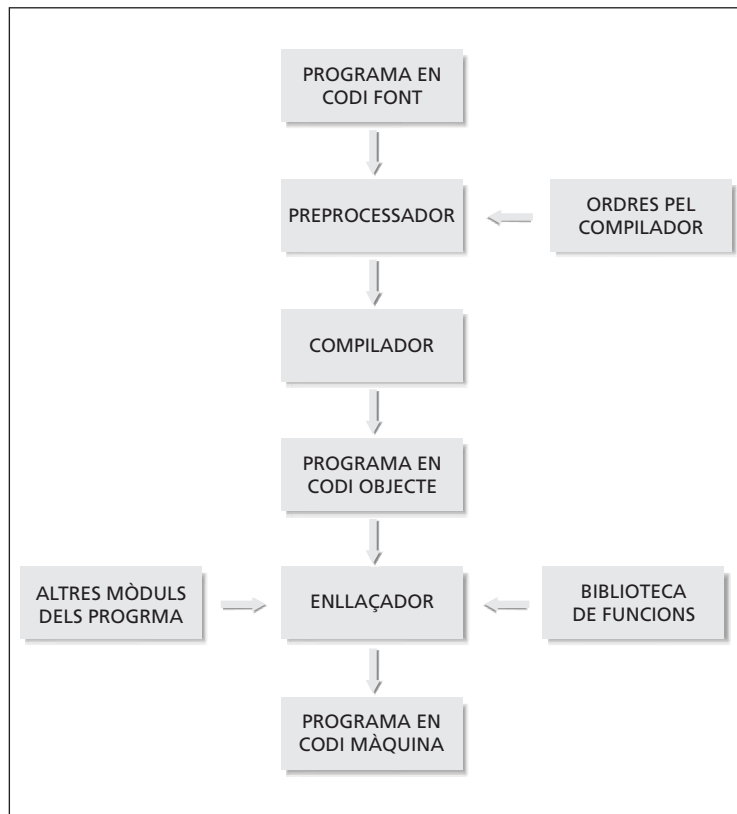 PROGRAMA EN
CODI FONT
PREPROCESSADOR
ORDRES PEL
COMPILADOR
COMPILADOR
PROGRAMA EN
CODI OBJECTE
ALTRES MÒDULS
DELS PROGRMA
ENLLAÇADOR
BIBLIOTECA
DE FUNCIONS
PROGRAMA EN
CODI MÀQUINA